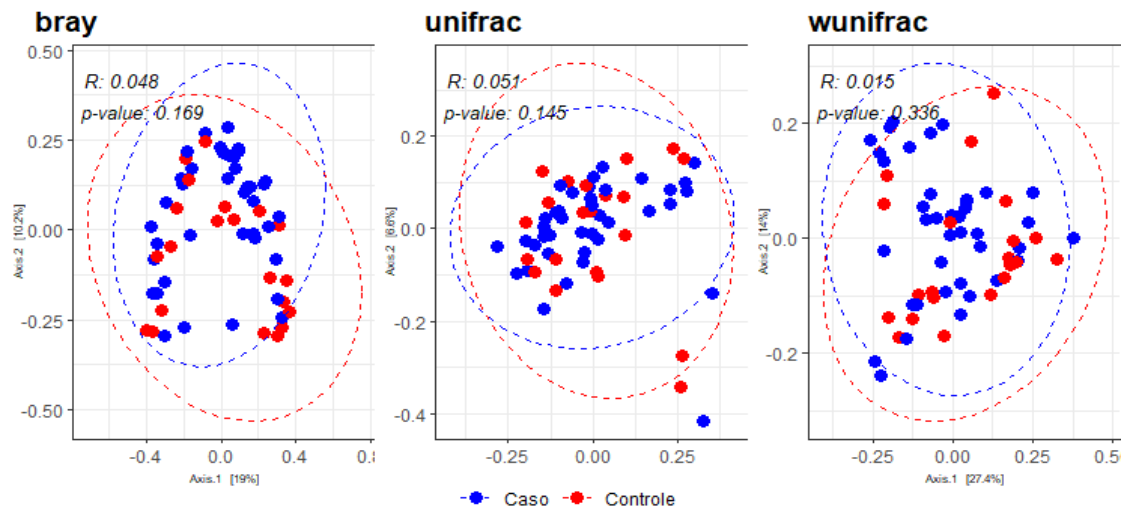 bray
unifrac
wunifrac
R: 0.048
p-value: 0.169
0.50
0.25
0.00
-0.25
-0.50
Axis.2 [10.2%]
-0.4
0.0
0.4
Axis.1 [19%]
R: 0.051
p-value: 0.145
0.2
0.0
-0.2
-0.4
Axis.2 [6.6%]
-0.25
0.00
0.25
R: 0.015
p-value: 0.336
0.2
0.0
-0.2
Axis.2 [14%]
-0.25
0.00
0.25
0.50
Axis.1 [27.4%]
Caso
Controle